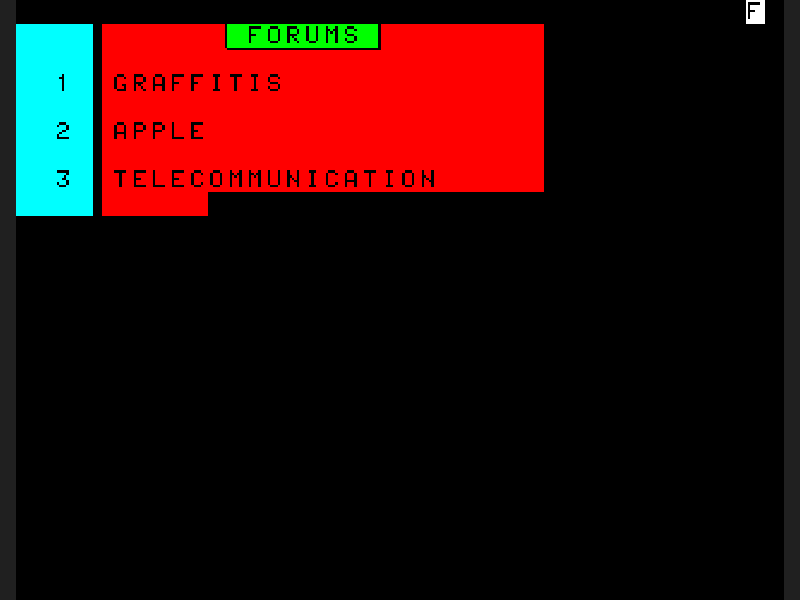 F
FORUMS
1 GRAFFITIS
2 APPLE
3 TELECOMMUNICATION